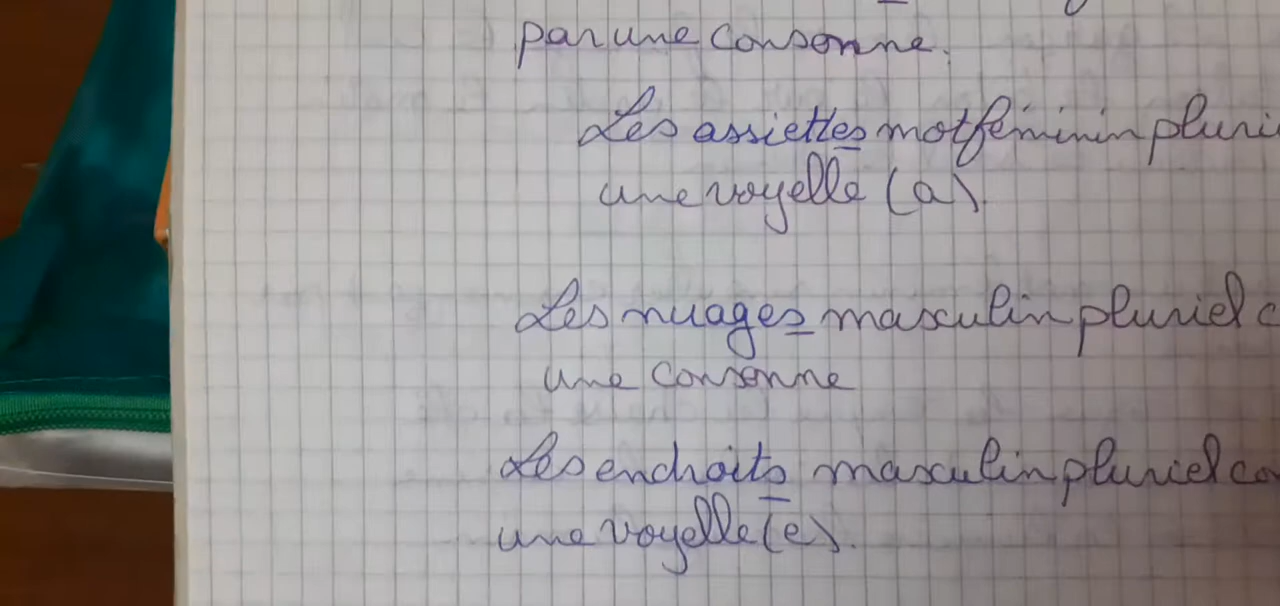 par une consonne.
Les assiettes mot féminin pluri
une voyelle (a).
Les nuages masculin pluriel c
une consonne
Les endroits masculin pluriel co
une voyelle (e).